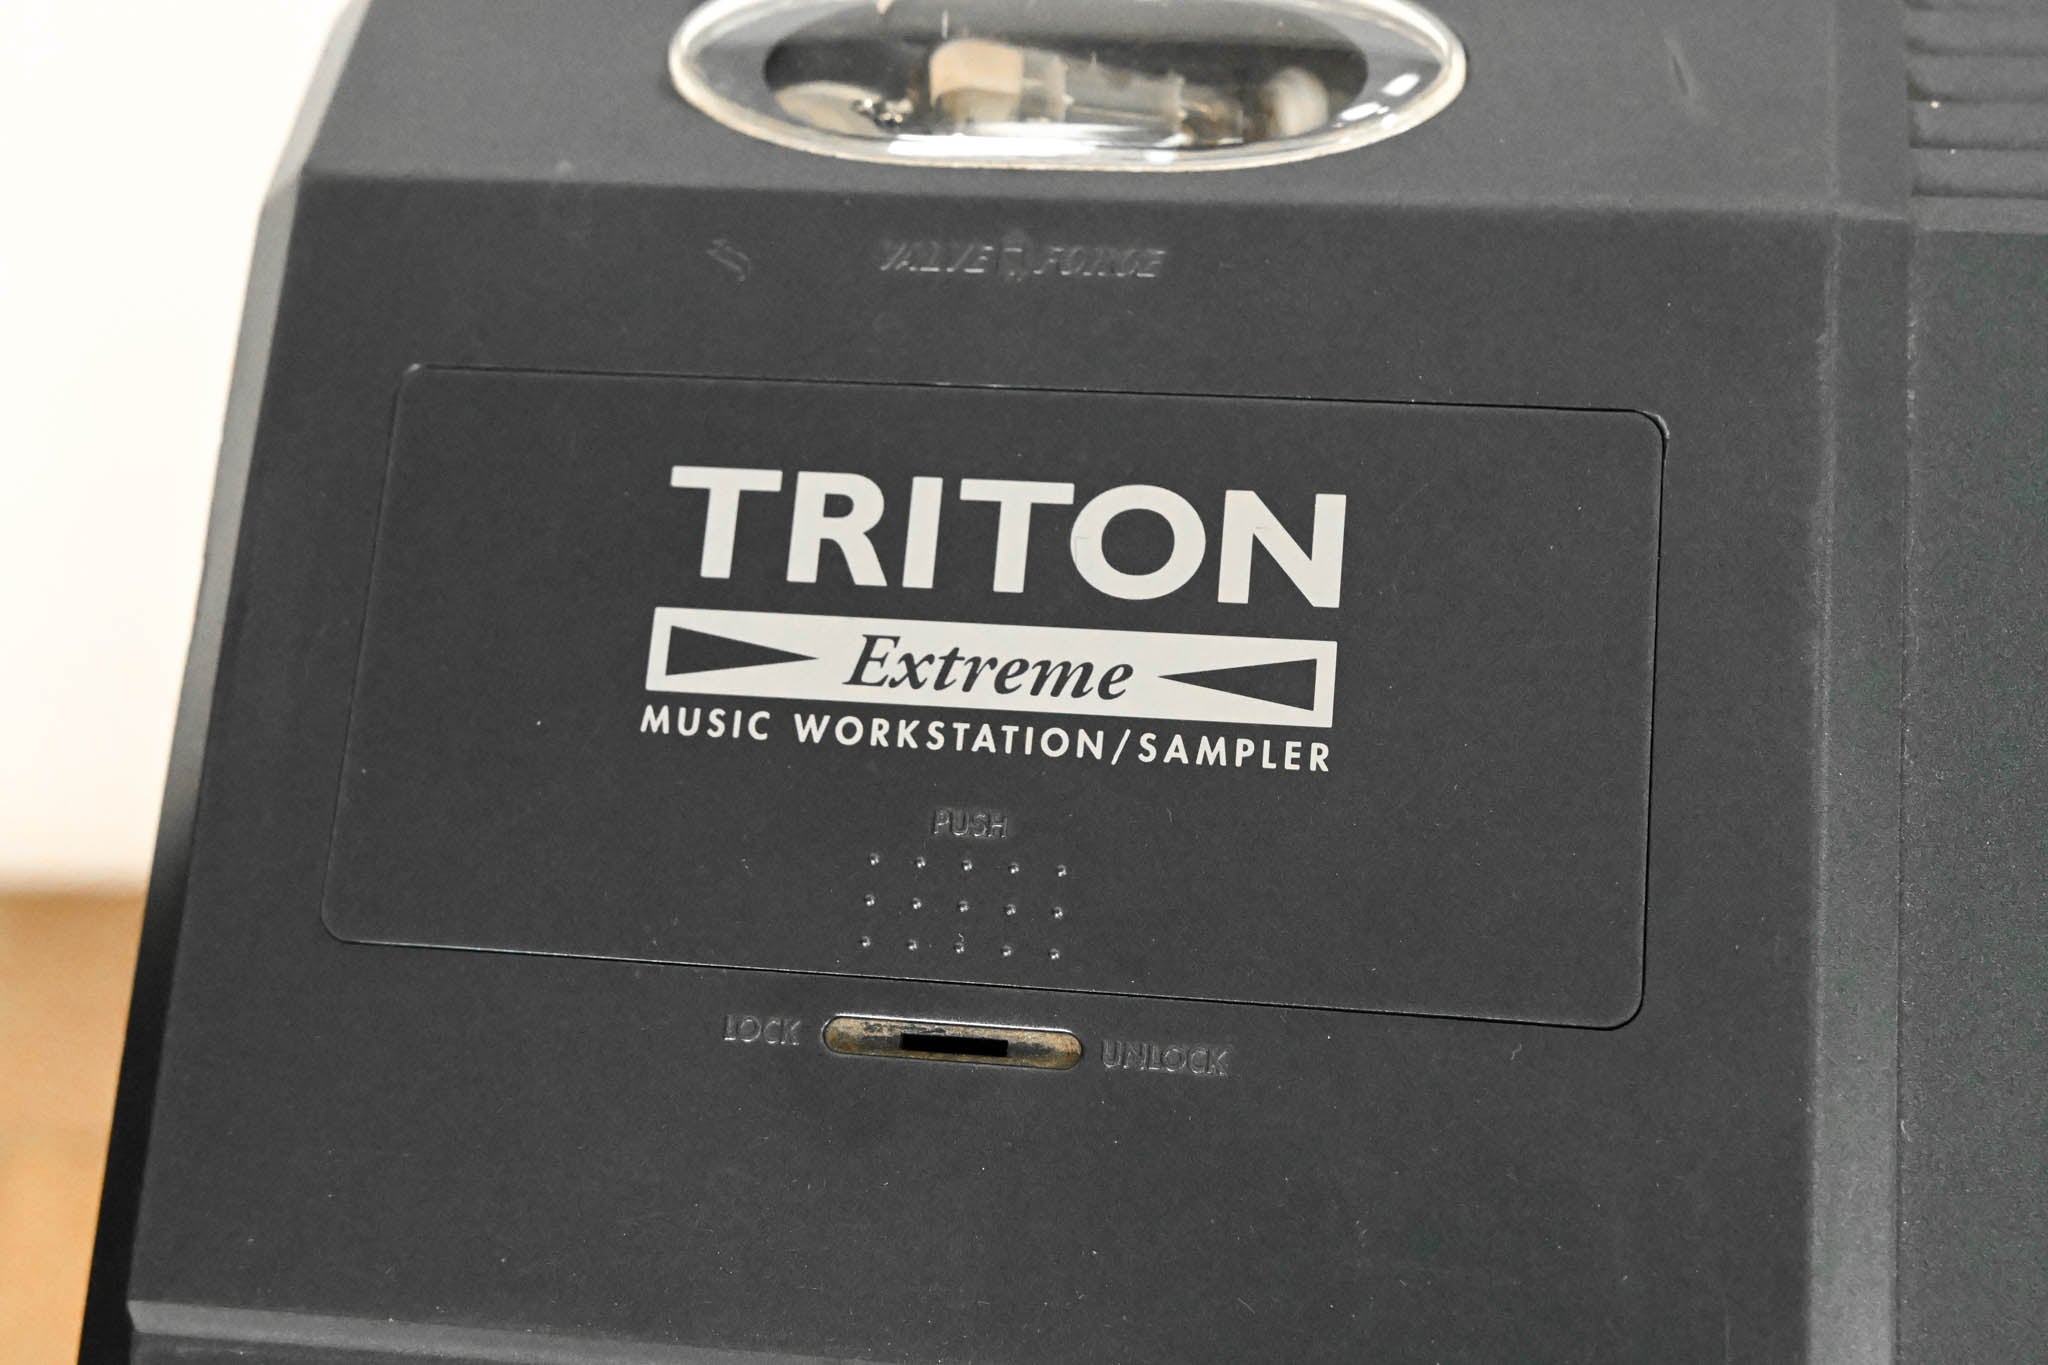 VALVE FORCE
TRITON
Extreme
MUSIC WORKSTATION/SAMPLER
PUSH
LOCK
UNLOCK